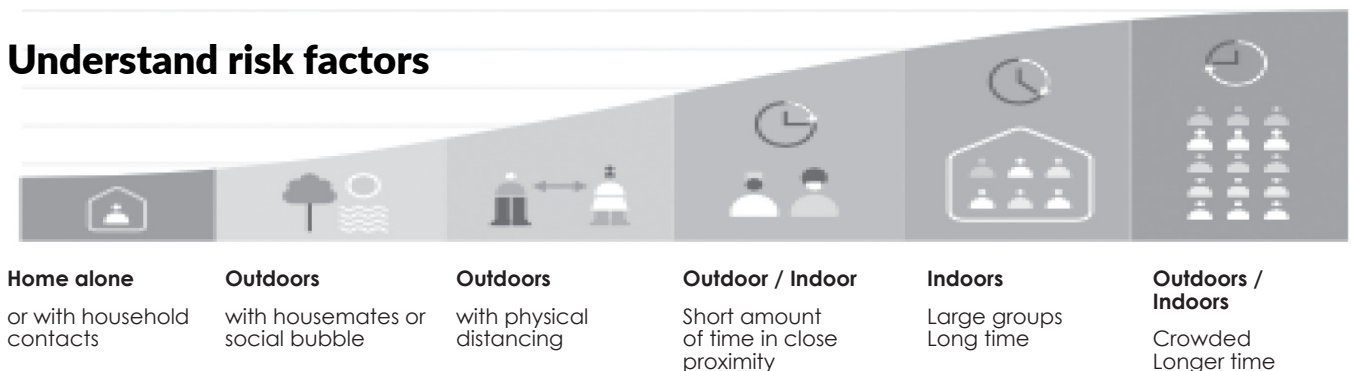 Understand risk factors
Home alone
or with household
contacts
Outdoors
with housemates or
social bubble
Outdoors
with physical
distancing
Outdoor / Indoor
Short amount
of time in close
proximity
Indoors
Large groups
Long time
Outdoors /
Indoors
Crowded
Longer time